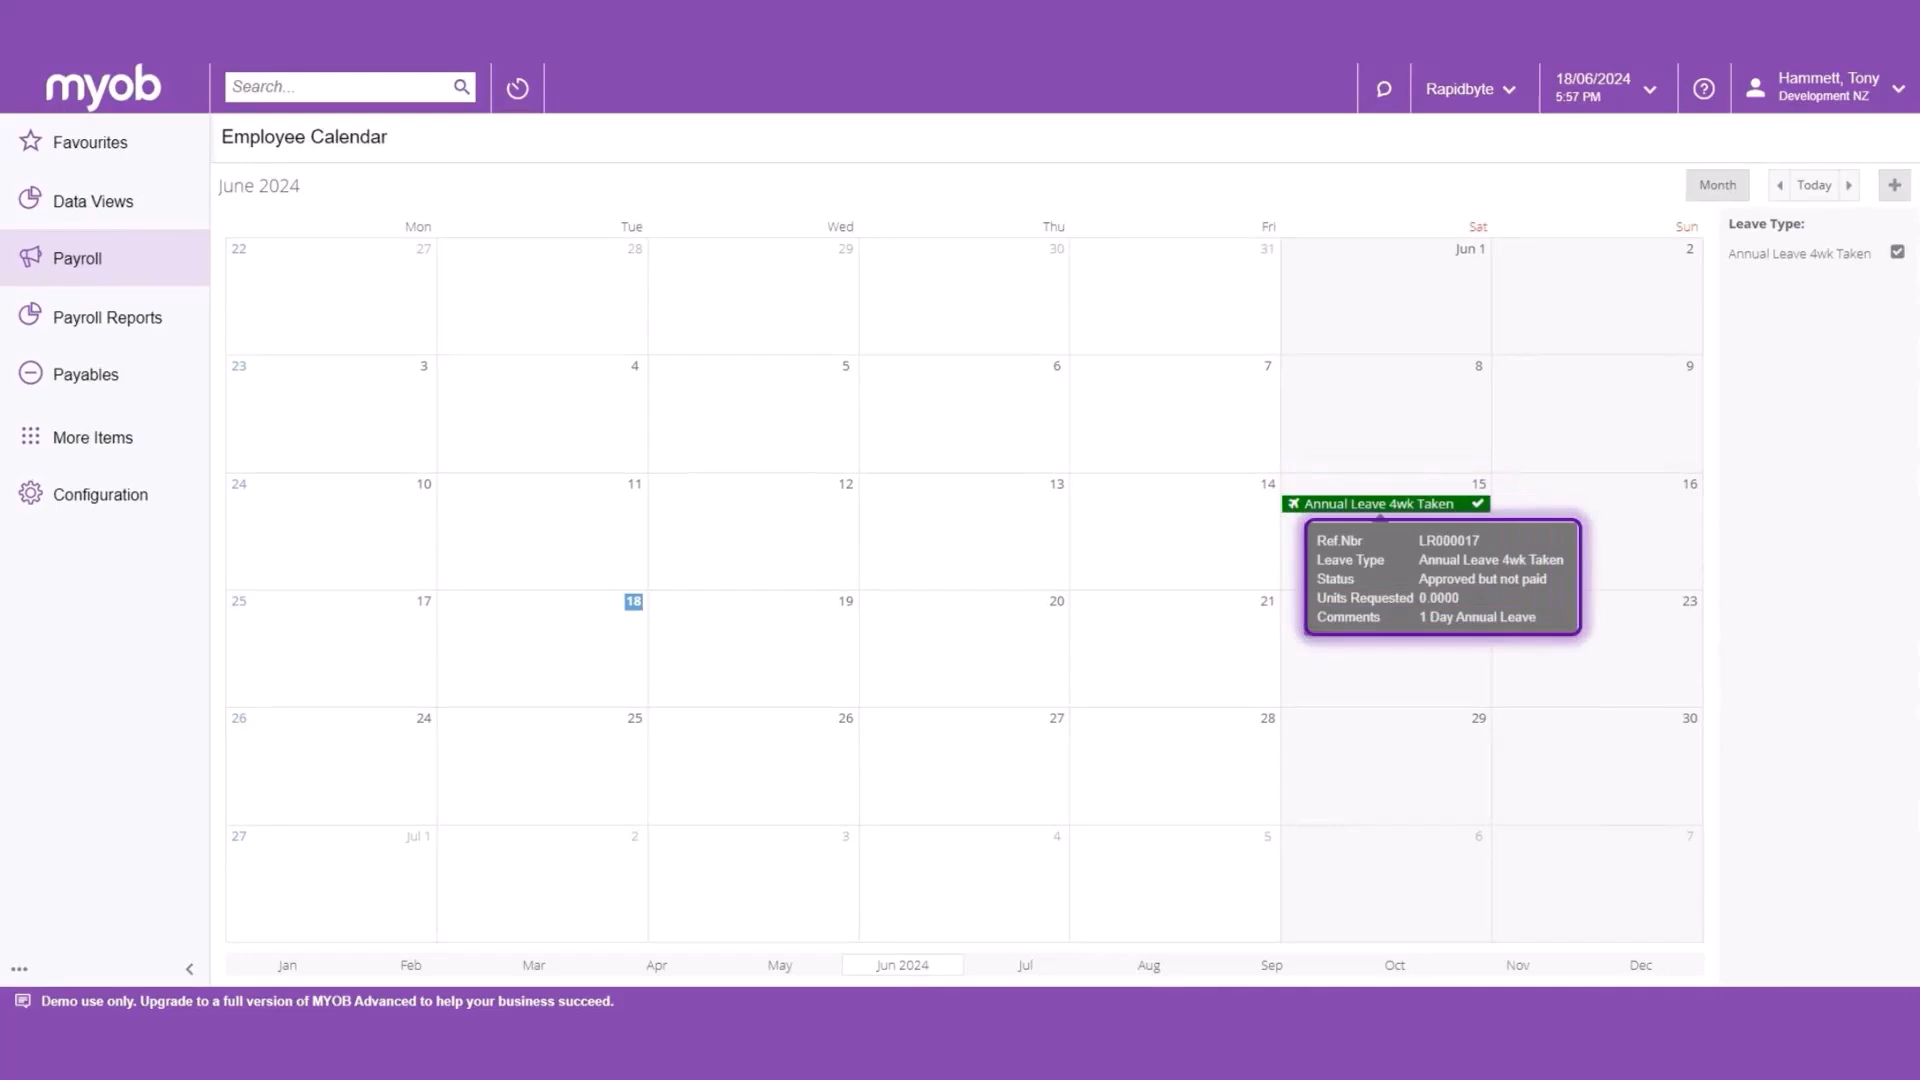 myob
Search...
Rapidbyte
18/06/2024
5:57 PM
Hammett, Tony
Development NZ
Favourites
Data Views
Payroll
Payroll Reports
Payables
More Items
Configuration
Employee Calendar
June 2024
Month
Today
Mon Tue Wed Thu Fri Sat Sun
22 27 28 29 30 31 Jun 1 2
23 3 4 5 6 7 8 9
24 10 11 12 13 14 15 16
Annual Leave 4wk Taken
Ref.Nbr LR000017
Leave Type Annual Leave 4wk Taken
Status Approved but not paid
Units Requested 0.0000
Comments 1 Day Annual Leave
25 17 18 19 20 21 23
26 24 25 26 27 28 29 30
27 Jul 1 2 3 4 5 6 7
Jan Feb Mar Apr May Jun 2024 Jul Aug Sep Oct Nov Dec
Leave Type:
Annual Leave 4wk Taken
Demo use only. Upgrade to a full version of MYOB Advanced to help your business succeed.